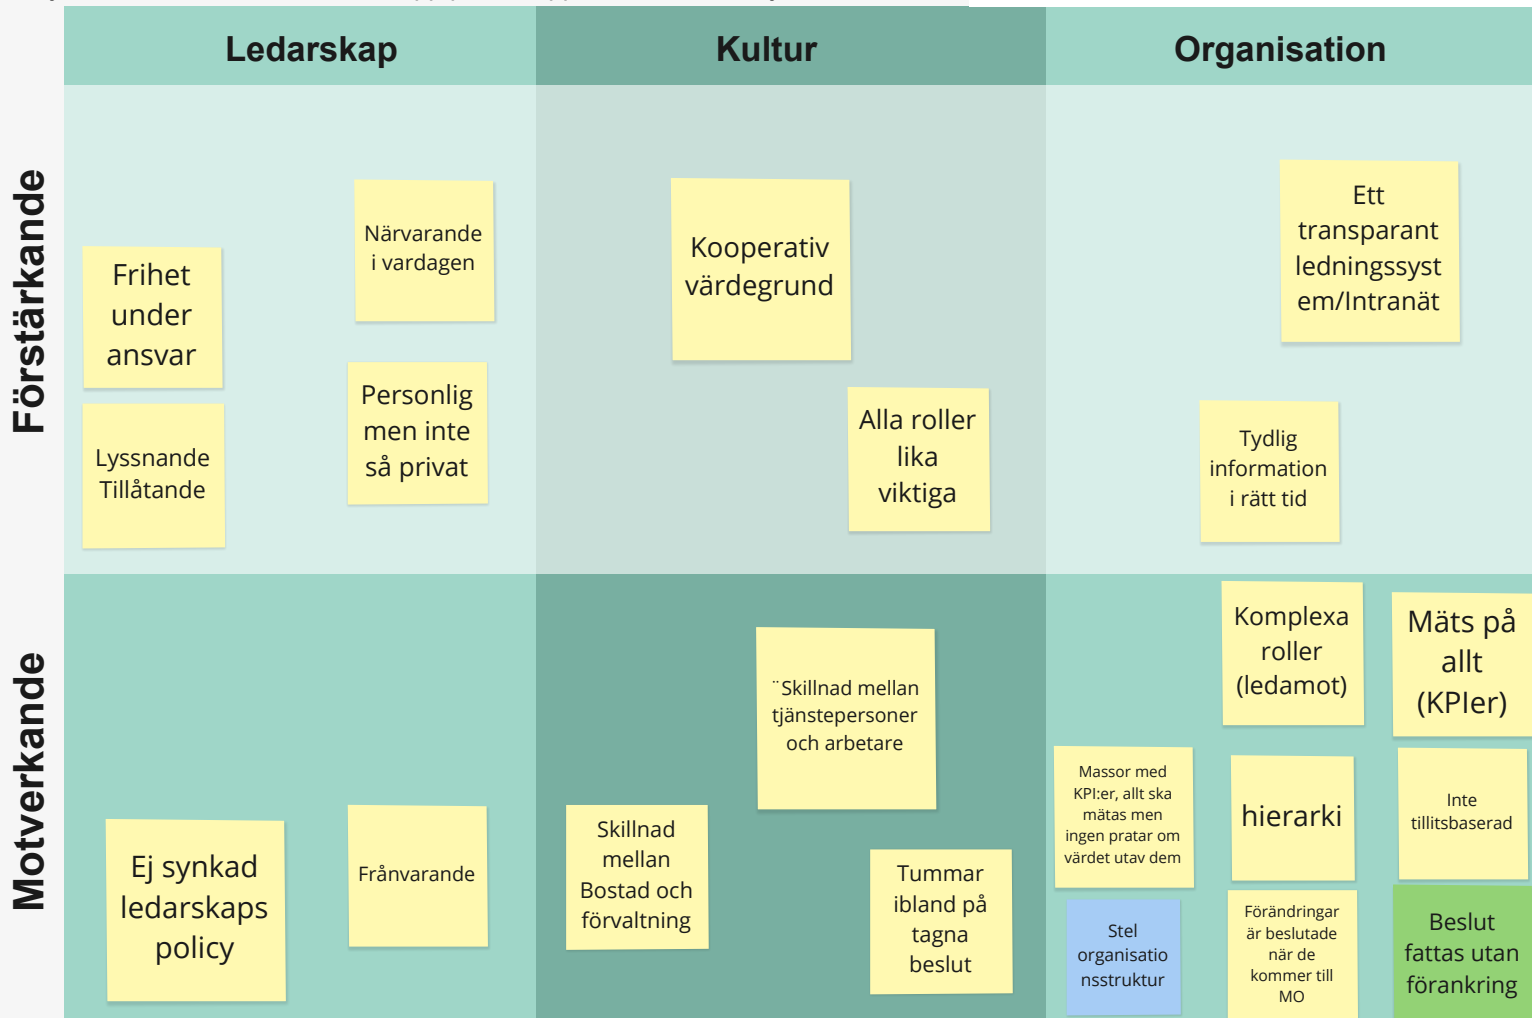 Ledarskap
Kultur
Organisation
Förstärkande
Frihet
under
ansvar
Närvarande
i vardagen
Lyssnande
Tillåtande
Personlig
men inte
så privat
Kooperativ
värdegrund
Alla roller
lika
viktiga
Ett
transparant
ledningssyst
em/Intranät
Tydlig
information
i rätt tid
Motverkande
Ej synkad
ledarskaps
policy
Frånvarande
¨Skillnad mellan
tjänstepersoner
och arbetare
Skillnad
mellan
Bostad och
förvaltning
Tummar
ibland på
tagna
beslut
Komplexa
roller
(ledamot)
Mäts på
allt
(KPIer)
Massor med
KPI:er, allt ska
mätas men
ingen pratar om
värdet utav dem
hierarki
Inte
tillitsbaserad
Stel
organisatio
nsstruktur
Förändringar
är beslutade
när de
kommer till
MO
Beslut
fattas utan
förankring